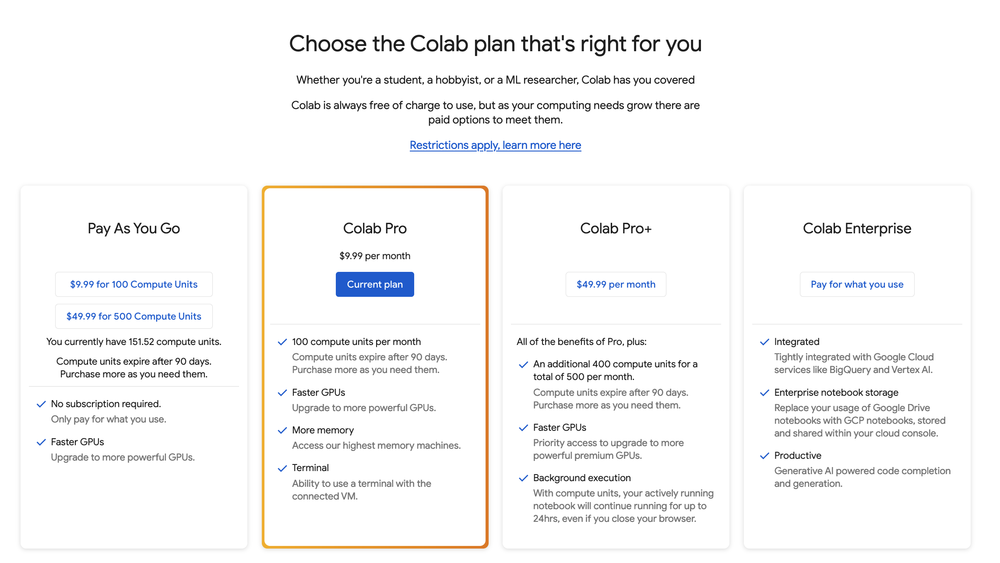 Choose the Colab plan that's right for you
Whether you're a student, a hobbyist, or a ML researcher, Colab has you covered
Colab is always free of charge to use, but as your computing needs grow there are
paid options to meet them.
Restrictions apply, learn more here
Pay As You Go
$9.99 for 100 Compute Units
$49.99 for 500 Compute Units
You currently have 151.52 compute units.
Compute units expire after 90 days.
Purchase more as you need them.
No subscription required.
Only pay for what you use.
Faster GPUs
Upgrade to more powerful GPUs.
Colab Pro
$9.99 per month
Current plan
100 compute units per month
Compute units expire after 90 days.
Purchase more as you need them.
Faster GPUs
Upgrade to more powerful GPUs.
More memory
Access our highest memory machines.
Terminal
Ability to use a terminal with the
connected VM.
Colab Pro+
$49.99 per month
All of the benefits of Pro, plus:
An additional 400 compute units for a
total of 500 per month.
Compute units expire after 90 days.
Purchase more as you need them.
Faster GPUs
Priority access to upgrade to more
powerful premium GPUs.
Background execution
With compute units, your actively running
notebook will continue running for up to
24hrs, even if you close your browser.
Colab Enterprise
Pay for what you use
Integrated
Tightly integrated with Google Cloud
services like BigQuery and Vertex AI.
Enterprise notebook storage
Replace your usage of Google Drive
notebooks with GCP notebooks, stored
and shared within your cloud console.
Productive
Generative AI powered code completion
and generation.